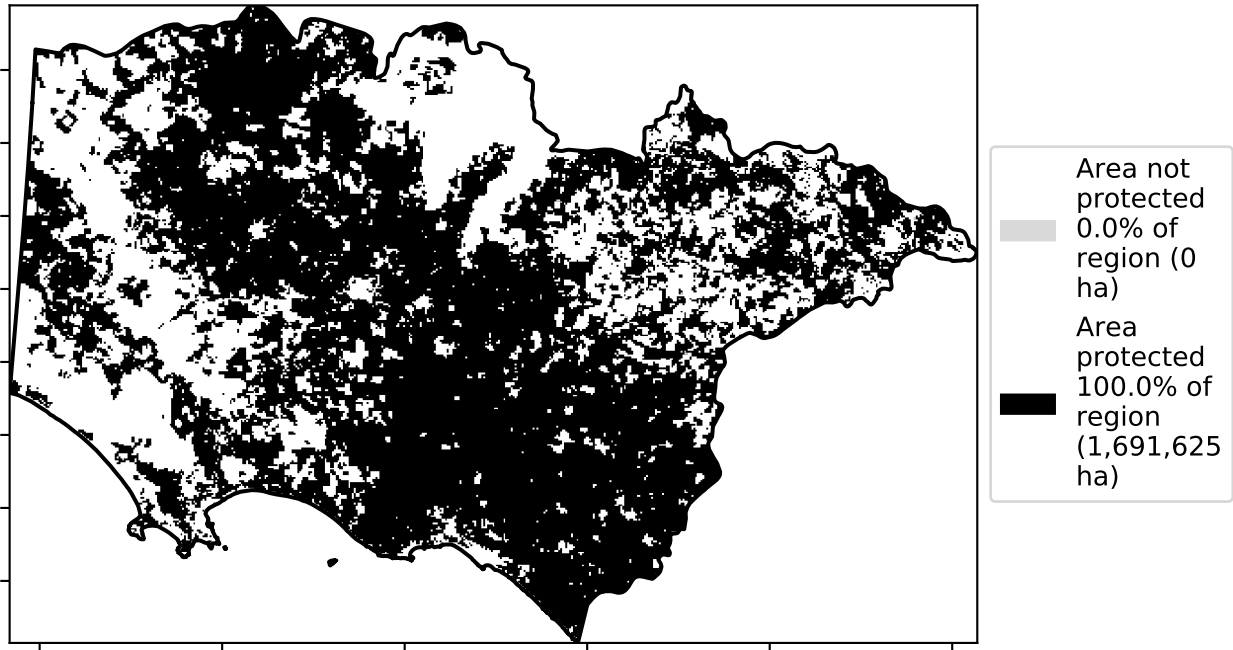 Area not
protected
0.0% of
region (0
ha)
Area
protected
100.0% of
region
(1,691,625
ha)